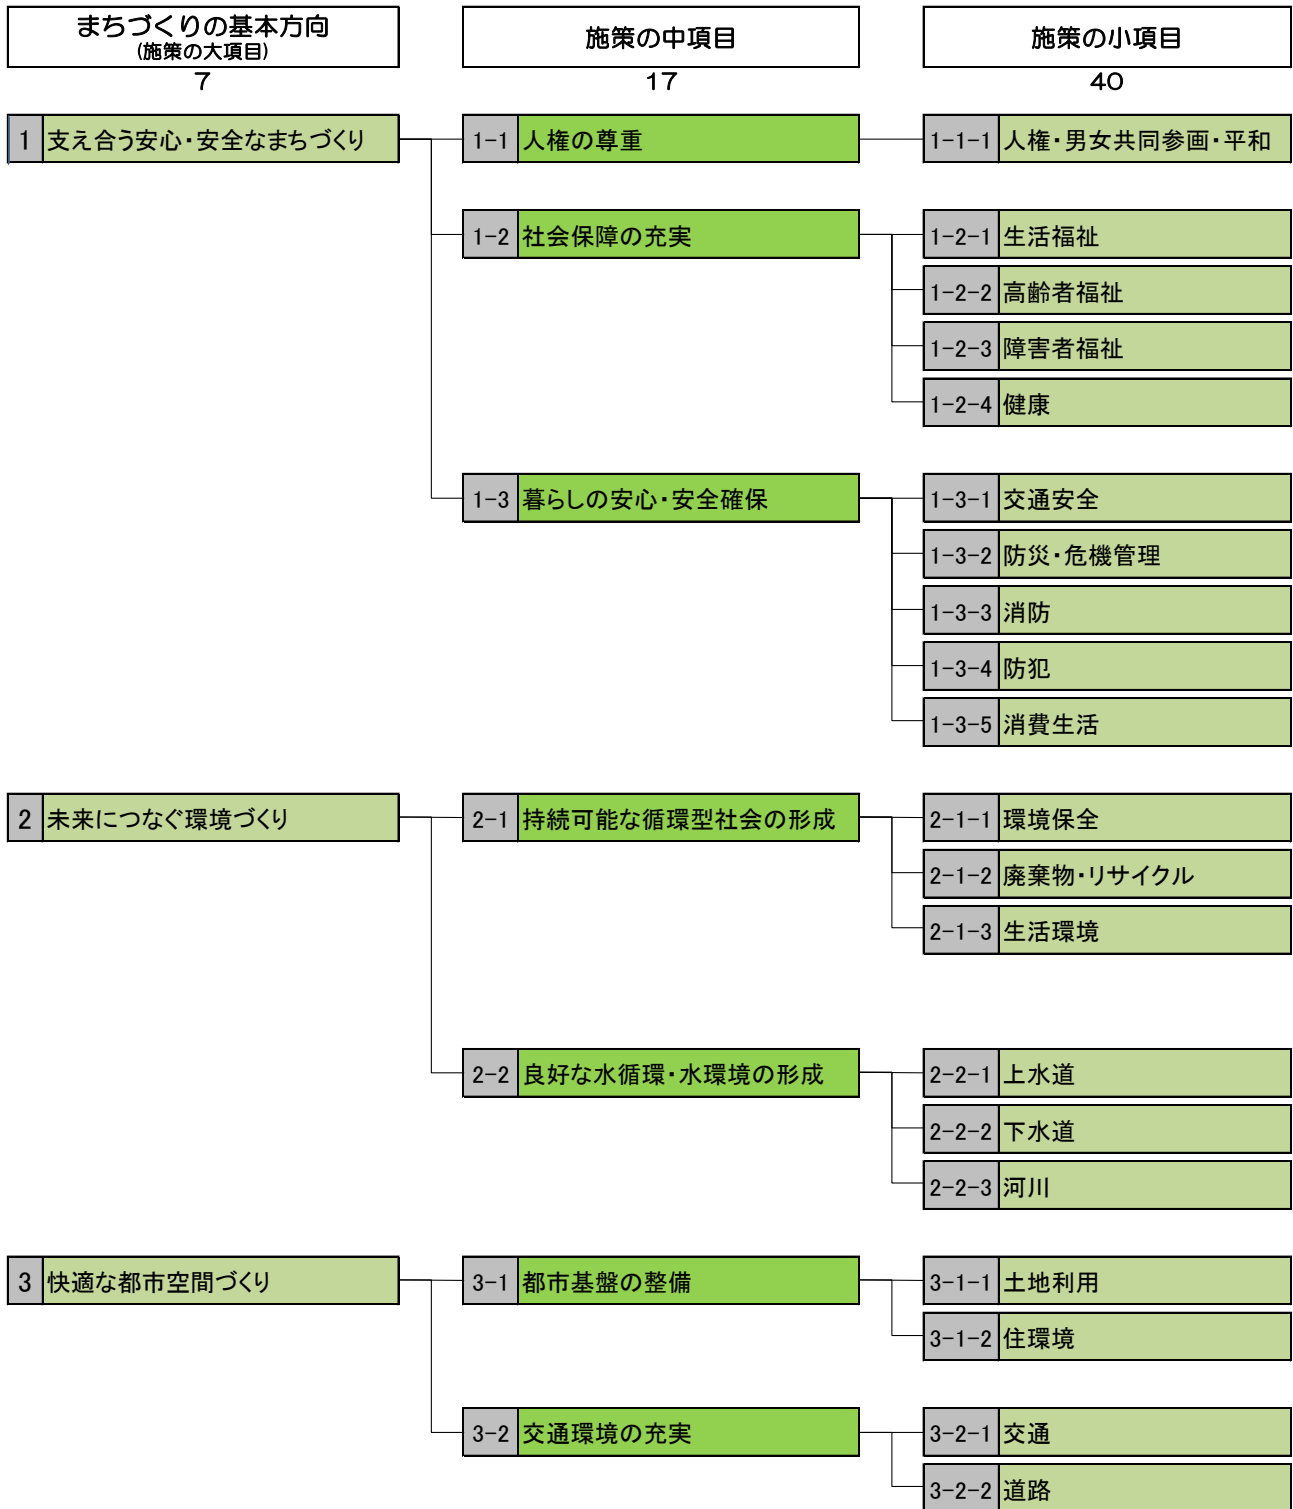 まちづくりの基本方向
(施策の大項目)
施策の中項目
施策の小項目
7
17
40
1 支え合う安心・安全なまちづくり
1-1 人権の尊重
1-1-1 人権・男女共同参画・平和
1-2 社会保障の充実
1-2-1 生活福祉
1-2-2 高齢者福祉
1-2-3 障害者福祉
1-2-4 健康
1-3 暮らしの安心・安全確保
1-3-1 交通安全
1-3-2 防災・危機管理
1-3-3 消防
1-3-4 防犯
1-3-5 消費生活
2 未来につなぐ環境づくり
2-1 持続可能な循環型社会の形成
2-1-1 環境保全
2-1-2 廃棄物・リサイクル
2-1-3 生活環境
2-2 良好な水循環・水環境の形成
2-2-1 上水道
2-2-2 下水道
2-2-3 河川
3 快適な都市空間づくり
3-1 都市基盤の整備
3-1-1 土地利用
3-1-2 住環境
3-2 交通環境の充実
3-2-1 交通
3-2-2 道路